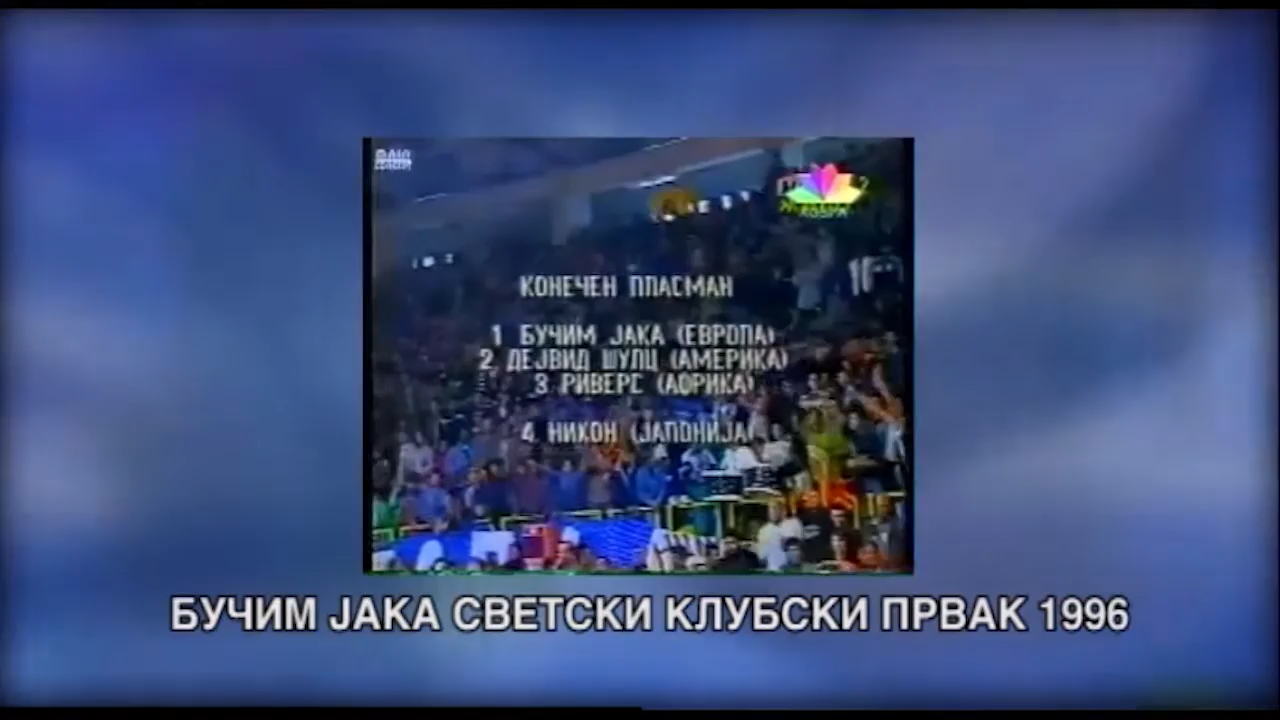 КОНЕЧЕН ПЛАСМАН
1 БУЧИМ ЈАКА (ЕВРОПА)
2 ДЕЈВИД ШУЛЦ (АМЕРИКА)
3 РИВЕРС (АФРИКА)
4 НИХОН (ЈАПОНИЈА)
БУЧИМ ЈАКА СВЕТСКИ КЛУБСКИ ПРВАК 1996